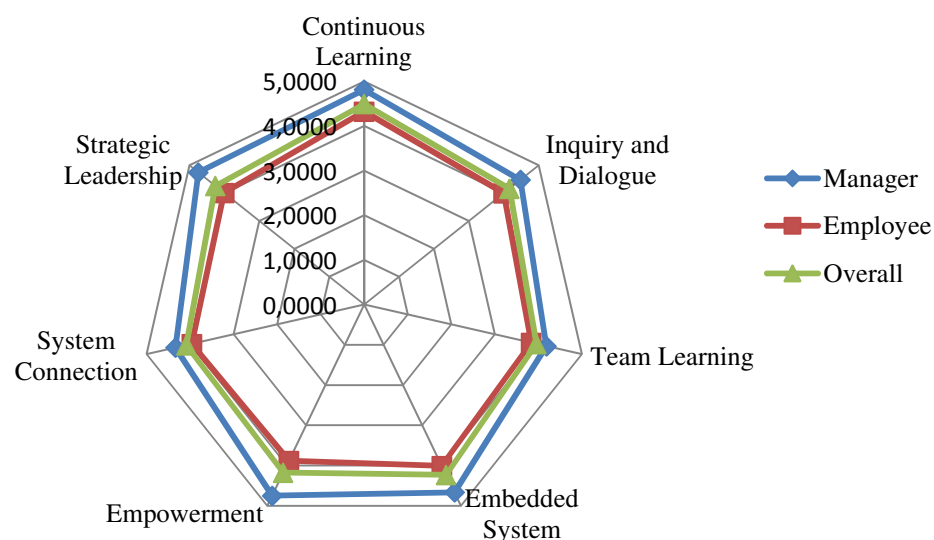 Continuous
Learning
5,0000
4,0000
3,0000
2,0000
1,0000
0,0000
Inquiry and
Dialogue
Team Learning
Embedded
System
Empowerment
System
Connection
Strategic
Leadership
Manager
Employee
Overall